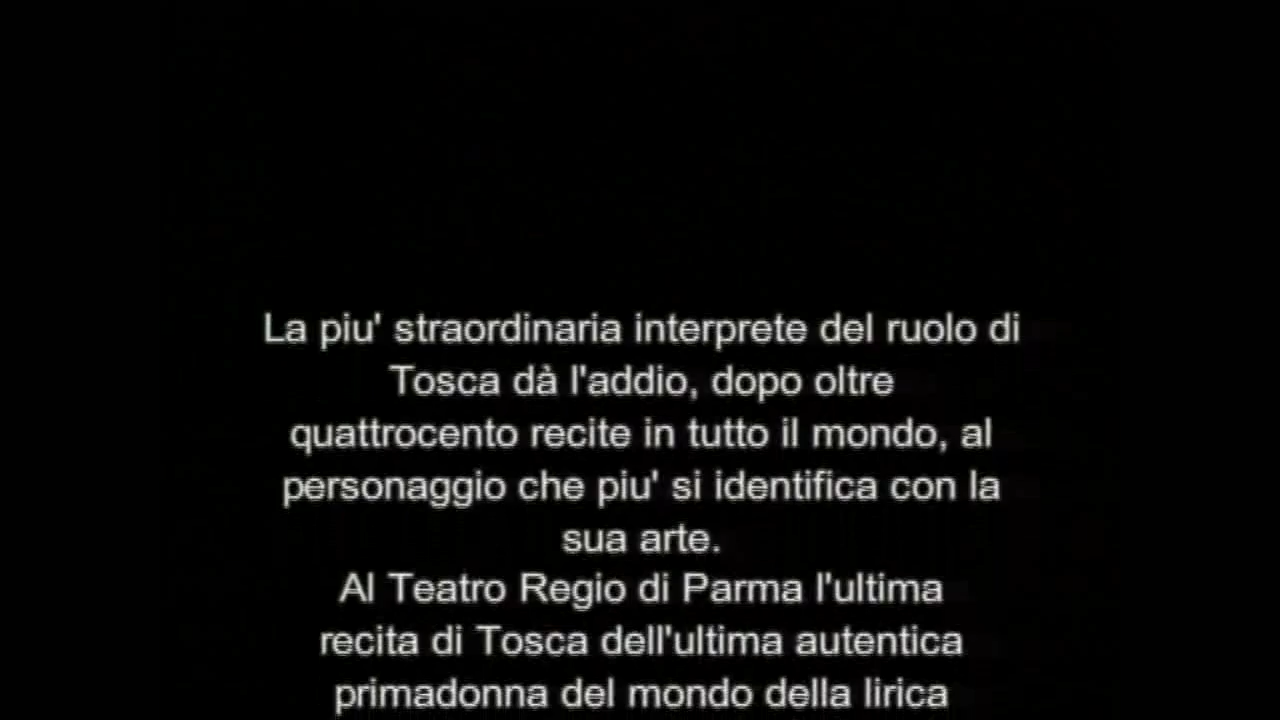 La piu' straordinaria interprete del ruolo di
Tosca dà l'addio, dopo oltre
quattrocento recite in tutto il mondo, al
personaggio che piu' si identifica con la
sua arte.
Al Teatro Regio di Parma l'ultima
recita di Tosca dell'ultima autentica
primadonna del mondo della lirica